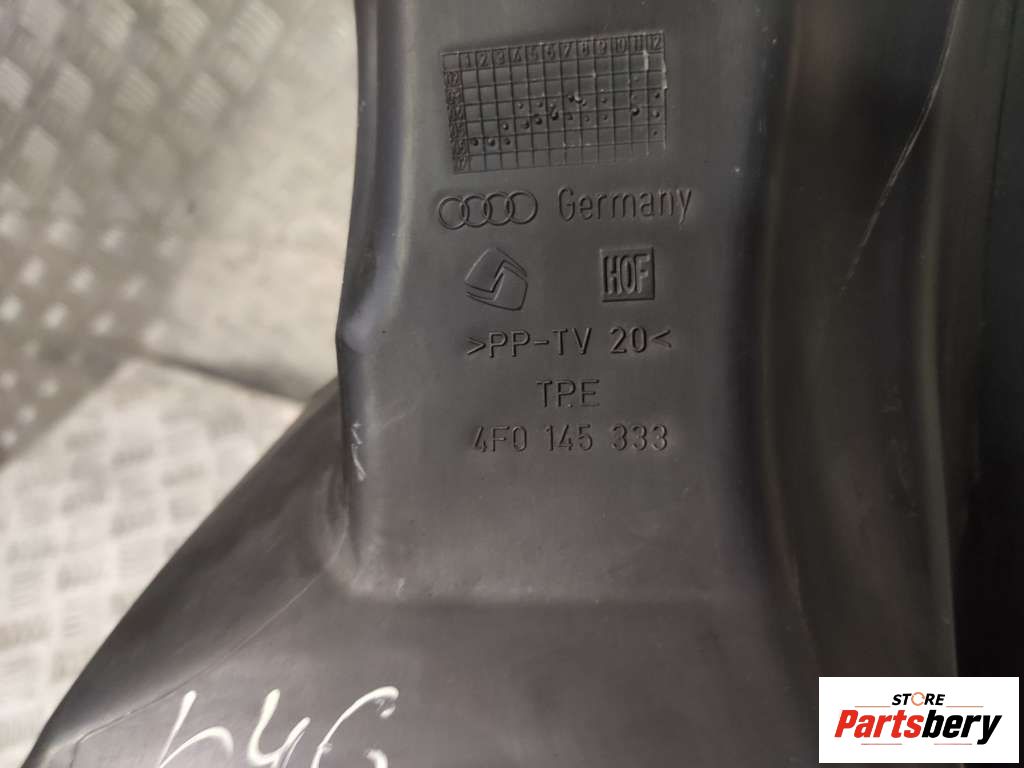 1 2 3 4 5 6 7 8 9 10 11 12
Germany
HOF
>PP-TV 20<
TPE
4F0 145 333
STORE
Partsbery